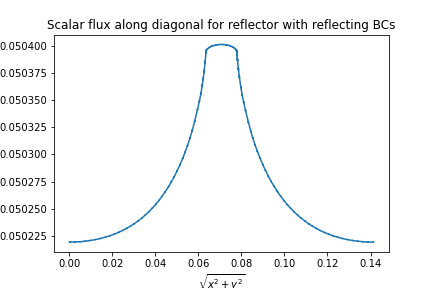 Scalar flux along diagonal for reflector with reflecting BCs
0.050400
0.050375
0.050350
0.050325
0.050300
0.050275
0.050250
0.050225
0.00 0.02 0.04 0.06 0.08 0.10 0.12 0.14
√x² + y²